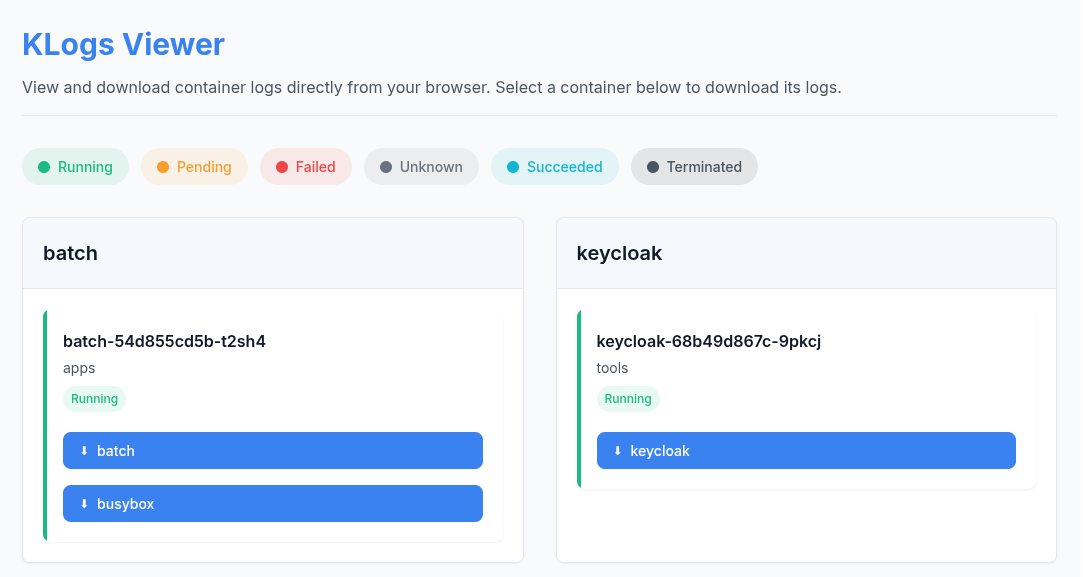 KLogs Viewer
View and download container logs directly from your browser. Select a container below to download its logs.
Running
Pending
Failed
Unknown
Succeeded
Terminated
batch
batch-54d855cd5b-t2sh4
apps
Running
batch
busybox
keycloak
keycloak-68b49d867c-9pkcj
tools
Running
keycloak